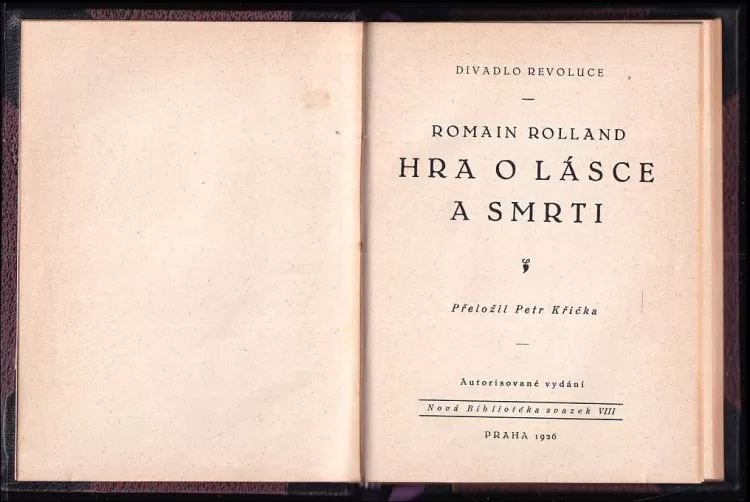 DIVADLO REVOLUCE
ROMAIN ROLLAND
HRA O LÁSCE
A SMRTI
Přeložil Petr Křička
Autorisované vydání
Nová Bibliotéka svazek VIII
PRAHA 1926